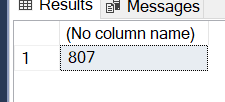 Results Messages
(No column name)
1 807